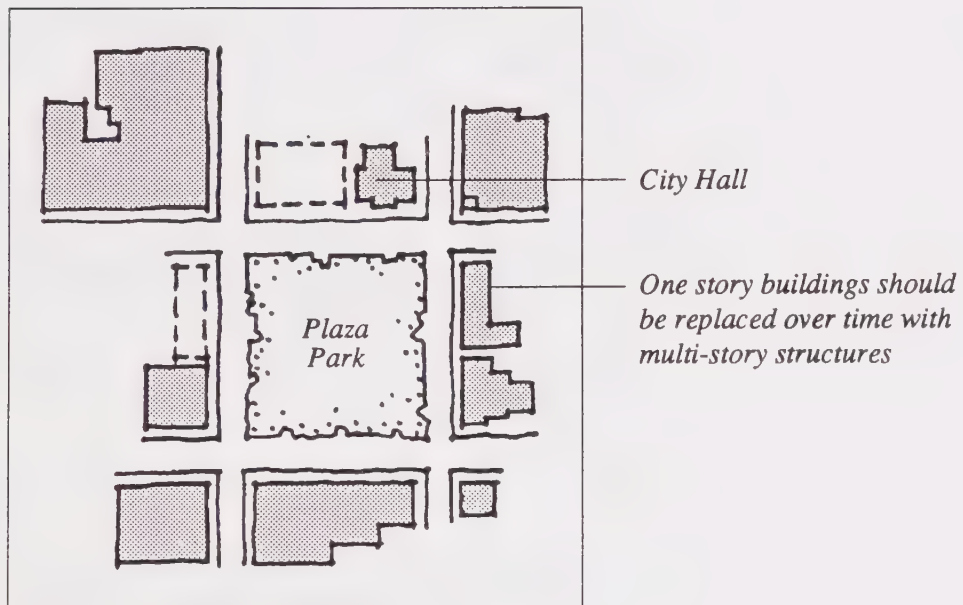 City Hall
One story buildings should
be replaced over time with
multi-story structures
Plaza
Park